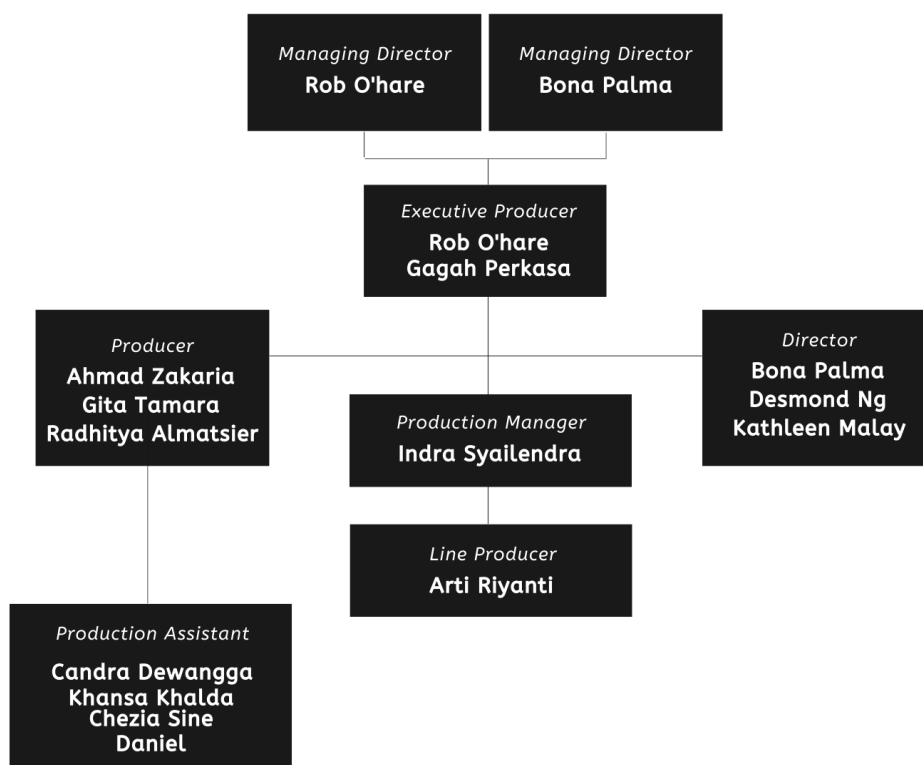 Managing Director
Rob O'hare
Managing Director
Bona Palma
Executive Producer
Rob O'hare
Gagah Perkasa
Producer
Ahmad Zakaria
Gita Tamara
Radhitya Almatsier
Production Manager
Indra Syailendra
Director
Bona Palma
Desmond Ng
Kathleen Malay
Line Producer
Arti Riyanti
Production Assistant
Candra Dewangga
Khansa Khalda
Chezia Sine
Daniel